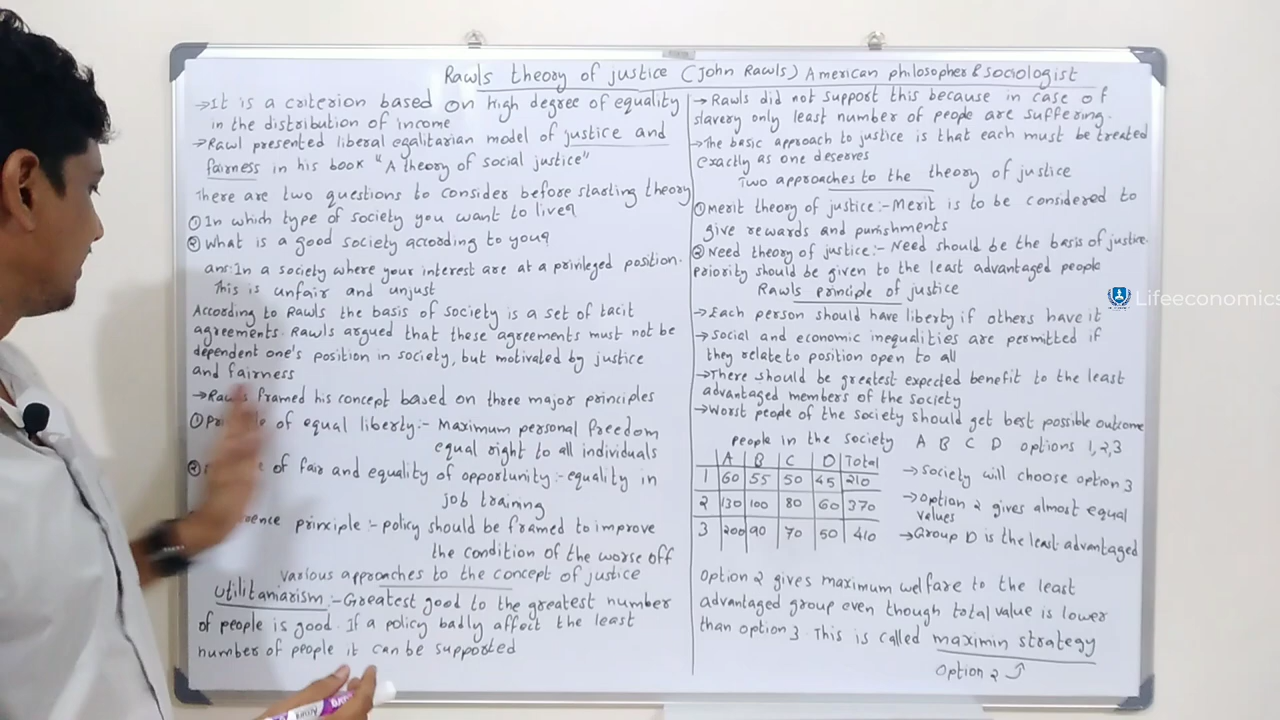 Rawls theory of justice (John Rawls) American philosopher & sociologist
→It is a criterion based on high degree of equality
in the distribution of income
→Rawl presented liberal egalitarian model of justice and
fairness in his book "A theory of social justice"
There are two questions to consider before starting theory
① In which type of society you want to live?
② What is a good society according to you?
ans: In a society where your interest are at a privileged position.
This is unfair and unjust
According to Rawls the basis of society is a set of tacit
agreements. Rawls argued that these agreements must not be
dependent one's position in society, but motivated by justice
and fairness
→Rawls framed his concept based on three major principles
① of equal liberty:- Maximum personal freedom
equal right to all individuals
② of fair and equality of opportunity:- equality in
job training
principle:- policy should be framed to improve
the condition of the worse off
various approaches to the concept of justice
Utilitarianism:- Greatest good to the greatest number
of people is good. If a policy badly affect the least
number of people it can be supported
→ Rawls did not support this because in case of
slavery only least number of people are suffering.
→The basic approach to justice is that each must be treated
exactly as one deserves
Two approaches to the theory of justice
① Merit theory of justice:- Merit is to be considered to
give rewards and punishments
② Need theory of justice:- Need should be the basis of justice.
priority should be given to the least advantaged people
Rawls principle of justice
→Each person should have liberty if others have it
→ Social and economic inequalities are permitted if
they relate to position open to all
→There should be greatest expected benefit to the least
advantaged members of the society
→Worst people of the society should get best possible outcome
people in the society A B C D options 1,2,3
A B C D Total
1 60 55 50 45 210
2 130 100 80 60 370
3 200 90 70 50 410
→Society will choose option 3
→Option 2 gives almost equal
values
→Group D is the least advantaged
Option 2 gives maximum welfare to the least
advantaged group even though total value is lower
than option 3. This is called maximin strategy
Option 2
Lifeeconomics